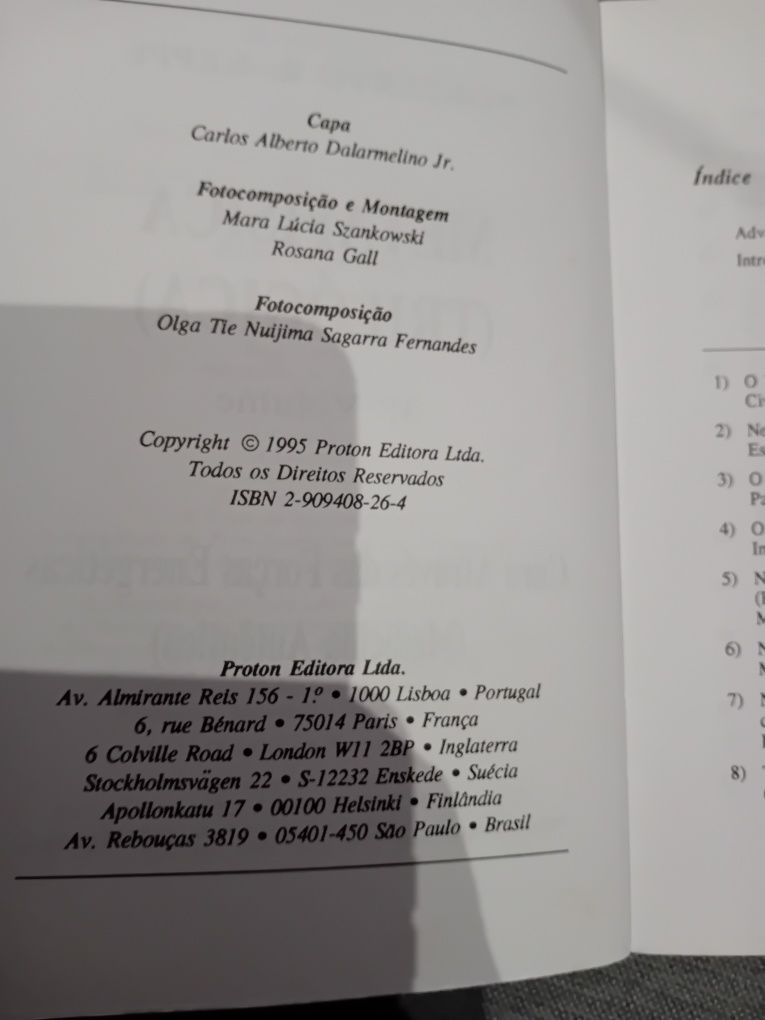 Capa
Carlos Alberto Dalarmelino Jr.
Fotocomposição e Montagem
Mara Lúcia Szankowski
Rosana Gall
Fotocomposição
Olga Tie Nuijima Sagarra Fernandes
Copyright © 1995 Proton Editora Ltda.
Todos os Direitos Reservados
ISBN 2-909408-26-4
Proton Editora Ltda.
Av. Almirante Reis 156 - 1.º • 1000 Lisboa • Portugal
6, rue Bénard • 75014 Paris • França
6 Colville Road • London W11 2BP • Inglaterra
Stockholmsvägen 22 • S-12232 Enskede • Suécia
Apollonkatu 17 • 00100 Helsinki • Finlândia
Av. Rebouças 3819 • 05401-450 São Paulo • Brasil
Índice
1) O
2)
3) O
4) O
5)
6)
7)
8)